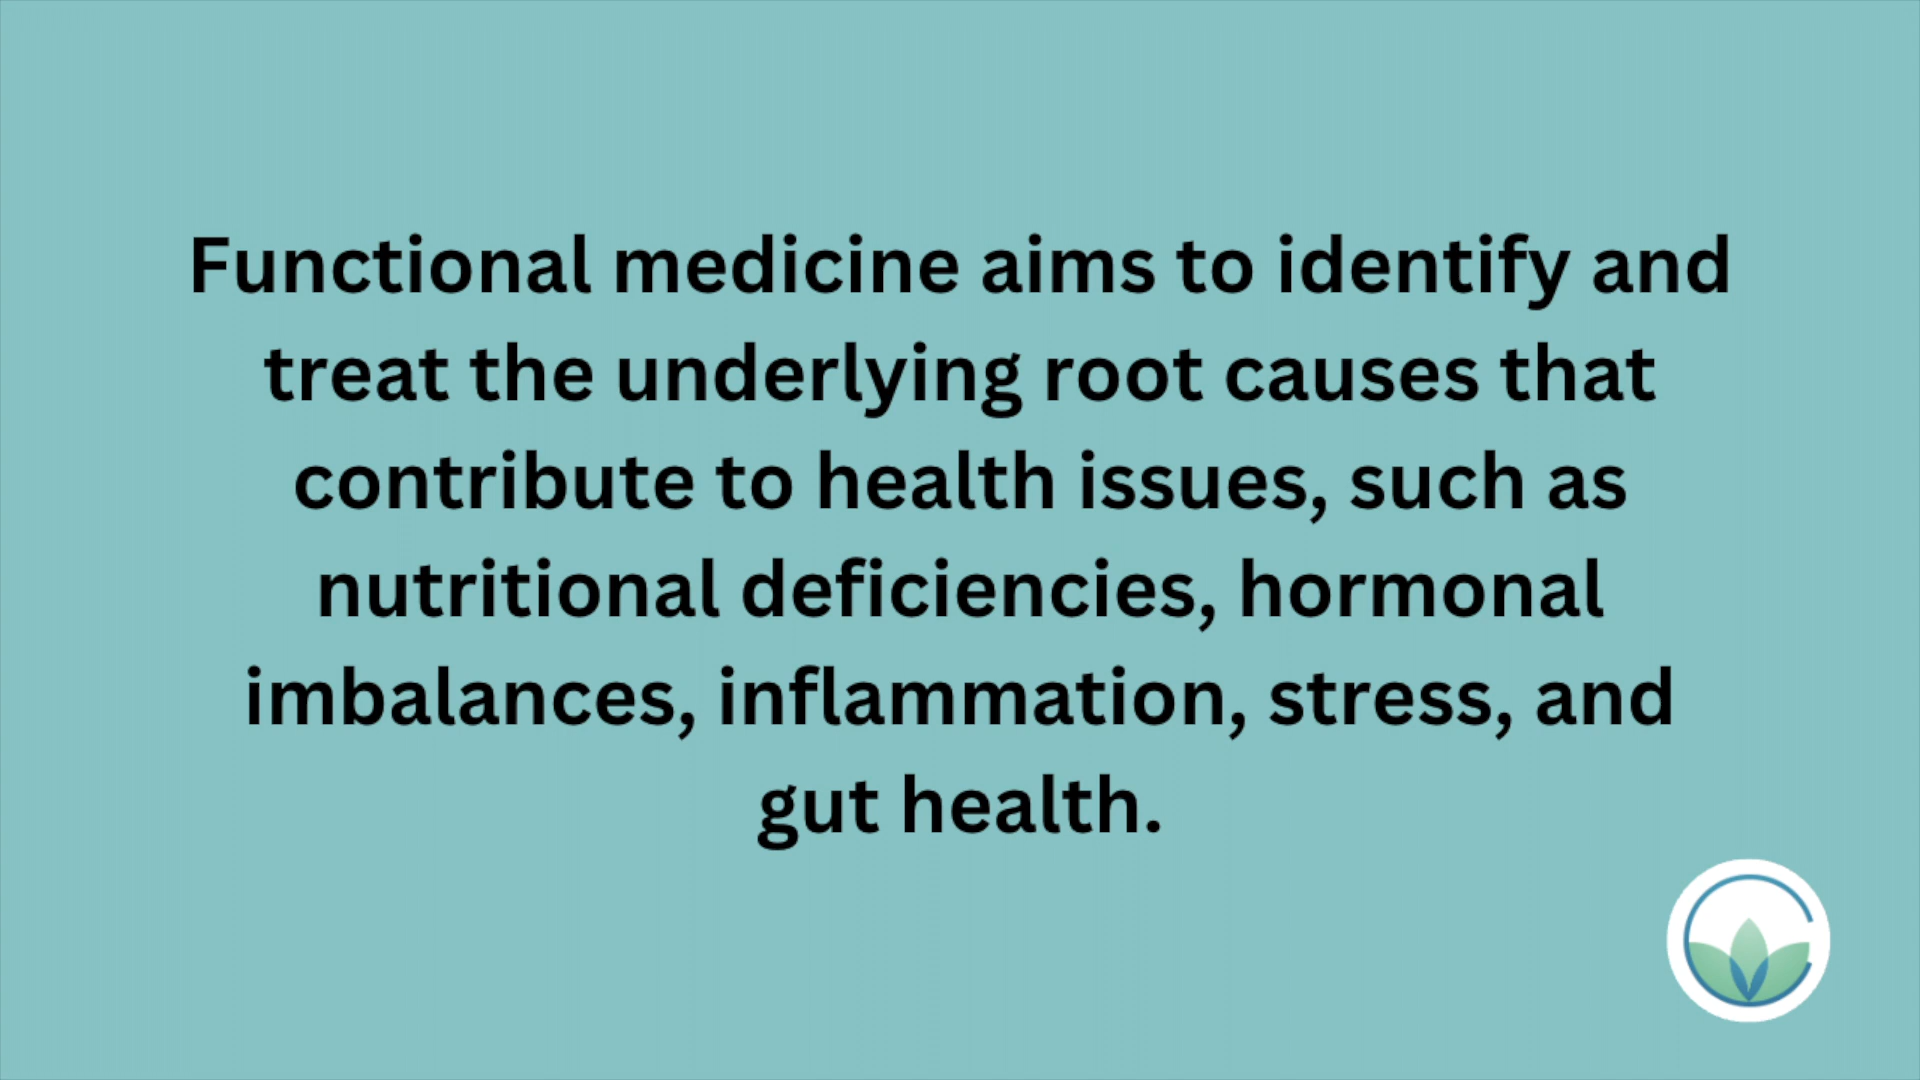 Functional medicine aims to identify and
treat the underlying root causes that
contribute to health issues, such as
nutritional deficiencies, hormonal
imbalances, inflammation, stress, and
gut health.